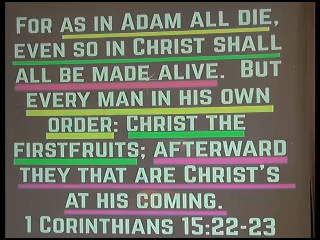 For as in Adam all die,
even so in Christ shall
all be made alive. But
every man in his own
order: Christ the
firstfruits; afterward
they that are Christ's
at his coming.
1 Corinthians 15:22-23